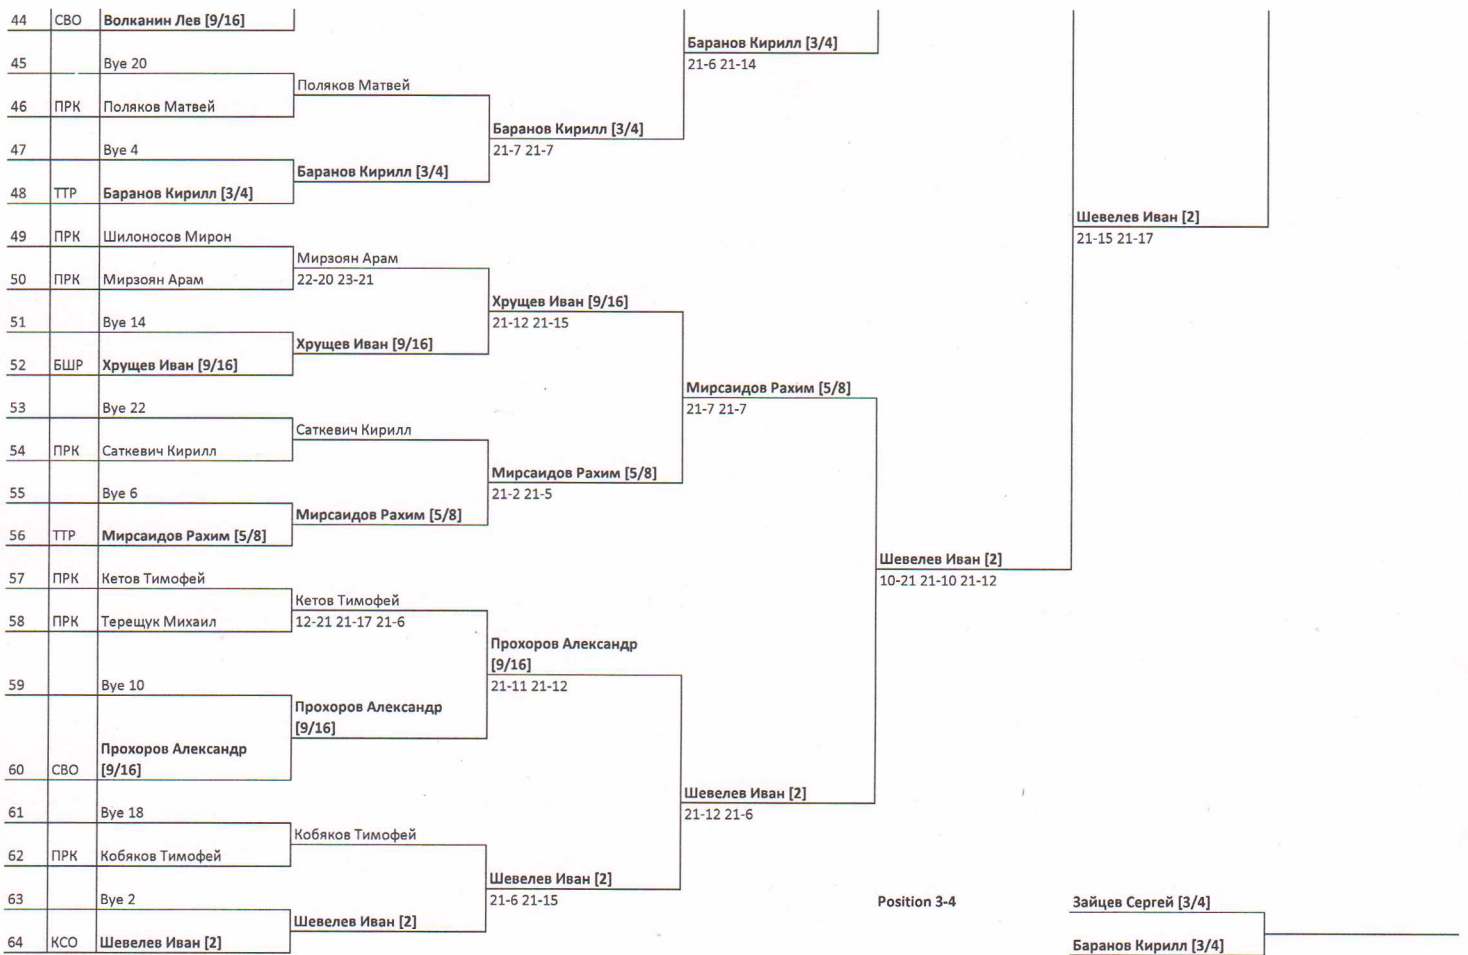 44 СВО Волканин Лев [9/16]
Баранов Кирилл [3/4]
45 Bye 20
21-6 21-14
Поляков Матвей
46 ПРК Поляков Матвей
Баранов Кирилл [3/4]
47 Bye 4
21-7 21-7
Баранов Кирилл [3/4]
48 ТТР Баранов Кирилл [3/4]
Шевелев Иван [2]
49 ПРК Шилоносов Мирон
21-15 21-17
Мирзоян Арам
50 ПРК Мирзоян Арам
22-20 23-21
Хрущев Иван [9/16]
51 Bye 14
21-12 21-15
Хрущев Иван [9/16]
52 БШР Хрущев Иван [9/16]
Мирсаидов Рахим [5/8]
53 Bye 22
21-7 21-7
Саткевич Кирилл
54 ПРК Саткевич Кирилл
Мирсаидов Рахим [5/8]
55 Bye 6
21-2 21-5
Мирсаидов Рахим [5/8]
56 ТТР Мирсаидов Рахим [5/8]
Шевелев Иван [2]
57 ПРК Кетов Тимофей
10-21 21-10 21-12
Кетов Тимофей
58 ПРК Терещук Михаил
12-21 21-17 21-6
Прохоров Александр
[9/16]
59 Bye 10
21-11 21-12
Прохоров Александр
[9/16]
Прохоров Александр
60 СВО [9/16]
Шевелев Иван [2]
61 Bye 18
21-12 21-6
Кобяков Тимофей
62 ПРК Кобяков Тимофей
Шевелев Иван [2]
63 Bye 2
21-6 21-15
Position 3-4
Зайцев Сергей [3/4]
Шевелев Иван [2]
64 КСО Шевелев Иван [2]
Баранов Кирилл [3/4]